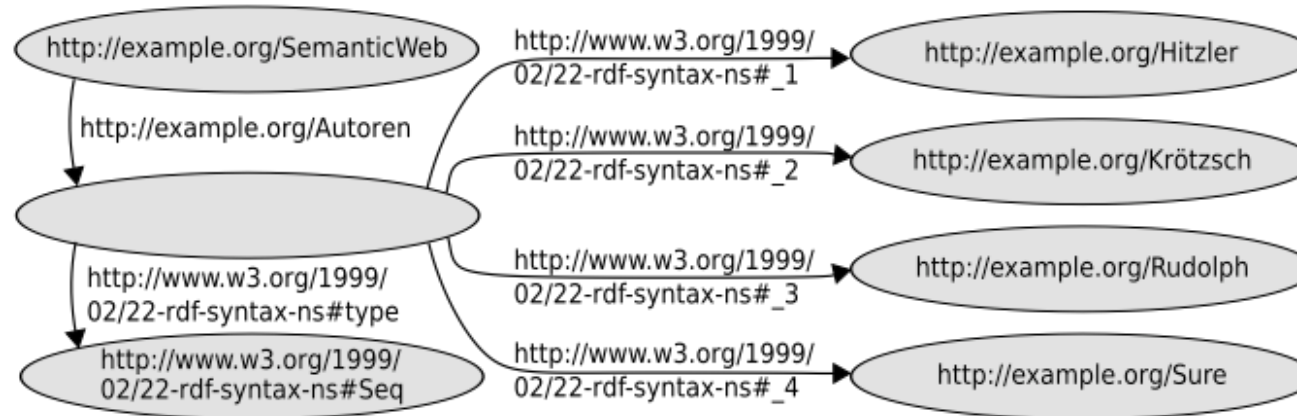 http://example.org/SemanticWeb
http://example.org/Autoren
http://www.w3.org/1999/
02/22-rdf-syntax-ns#type
http://www.w3.org/1999/
02/22-rdf-syntax-ns#Seq
http://www.w3.org/1999/
02/22-rdf-syntax-ns#_1
http://example.org/Hitzler
http://www.w3.org/1999/
02/22-rdf-syntax-ns#_2
http://example.org/Krötzsch
http://www.w3.org/1999/
02/22-rdf-syntax-ns#_3
http://example.org/Rudolph
http://www.w3.org/1999/
02/22-rdf-syntax-ns#_4
http://example.org/Sure